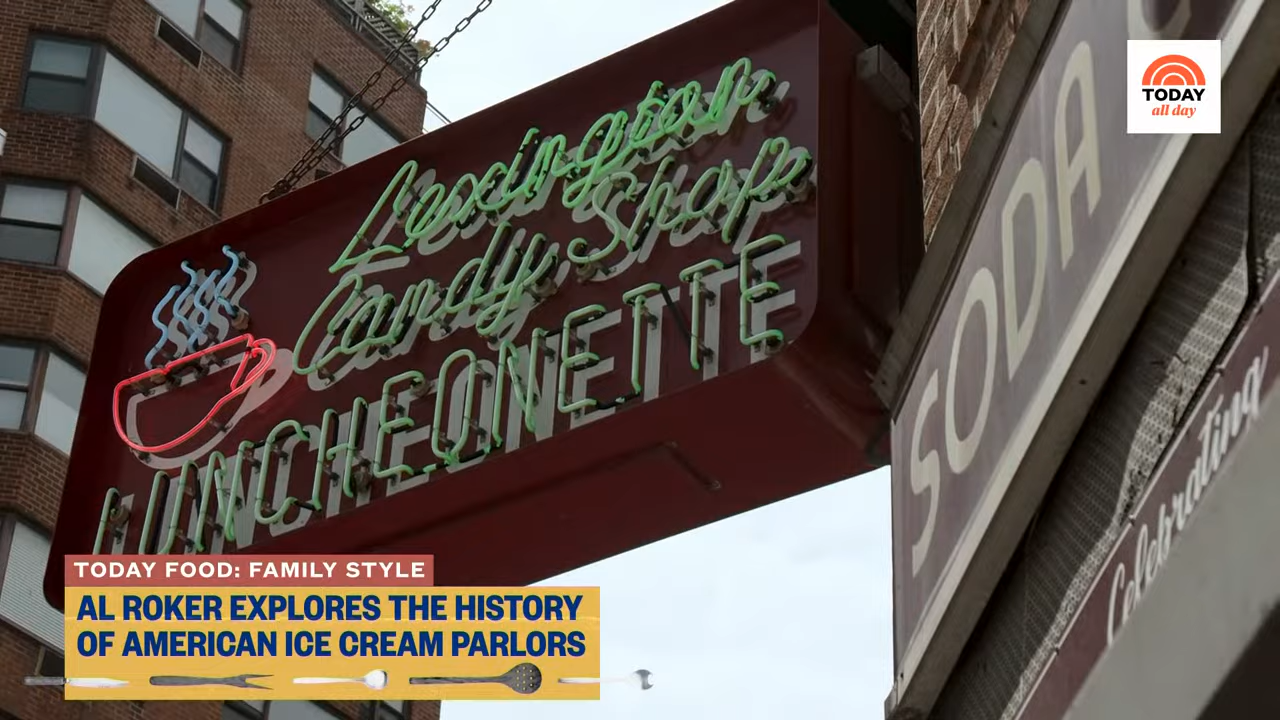 Lexington
Candy Shop
LUNCHEONETTE
SODA
Celebrating
TODAY
all day
TODAY FOOD: FAMILY STYLE
AL ROKER EXPLORES THE HISTORY
OF AMERICAN ICE CREAM PARLORS